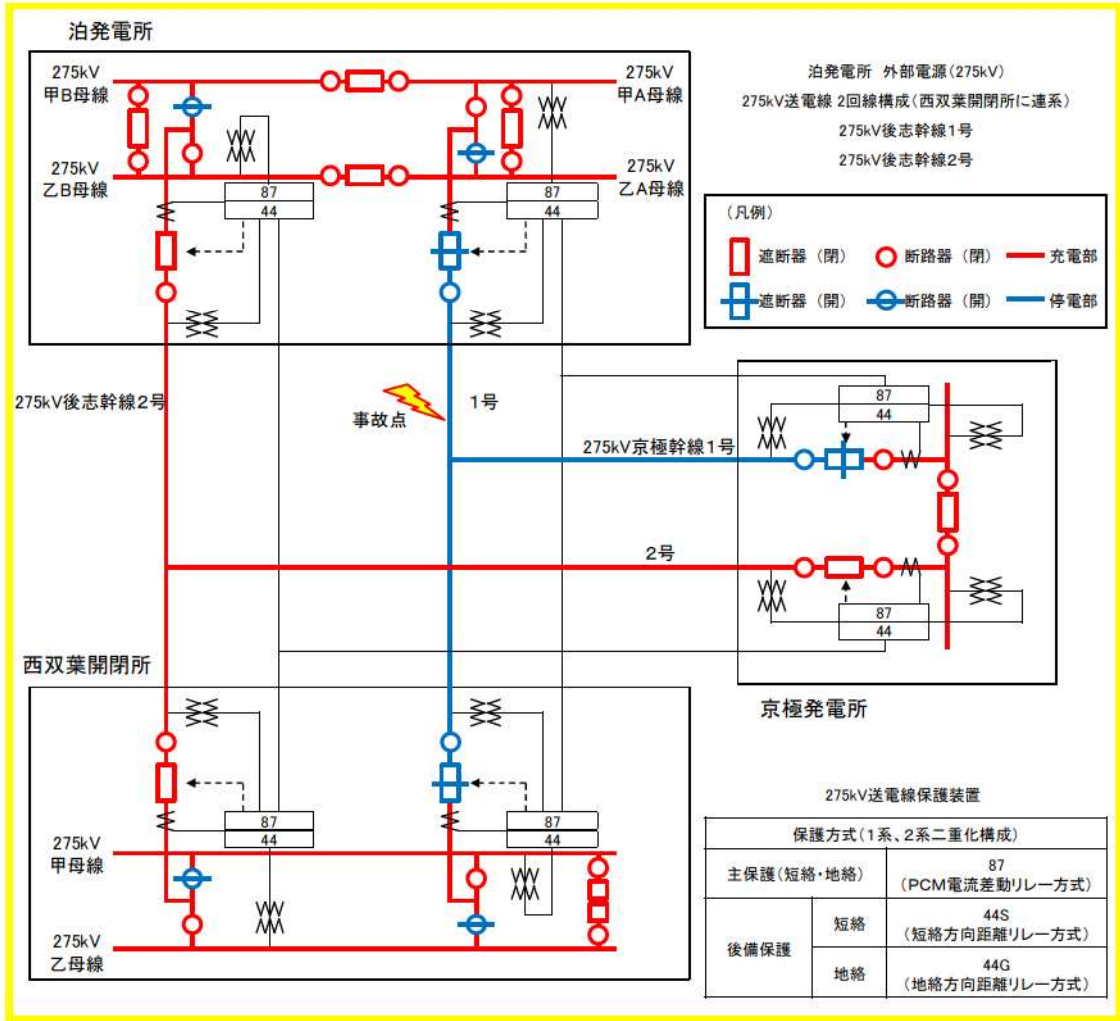 泊発電所
275kV
甲B母線
275kV
甲A母線
275kV
乙B母線
275kV
乙A母線
87
44
87
44
泊発電所 外部電源(275kV)
275kV送電線 2回線構成(西双葉開閉所に連系)
275kV後志幹線1号
275kV後志幹線2号
(凡例)
遮断器(閉)
断路器(閉)
充電部
遮断器(開)
断路器(開)
停電部
275kV後志幹線2号
1号
事故点
275kV京極幹線1号
2号
87
44
87
44
京極発電所
西双葉開閉所
87
44
87
44
275kV
甲母線
275kV
乙母線
275kV送電線保護装置
保護方式(1系、2系二重化構成)
主保護(短絡・地絡)
87
(PCM電流差動リレー方式)
後備保護
短絡
44S
(短絡方向距離リレー方式)
地絡
44G
(地絡方向距離リレー方式)